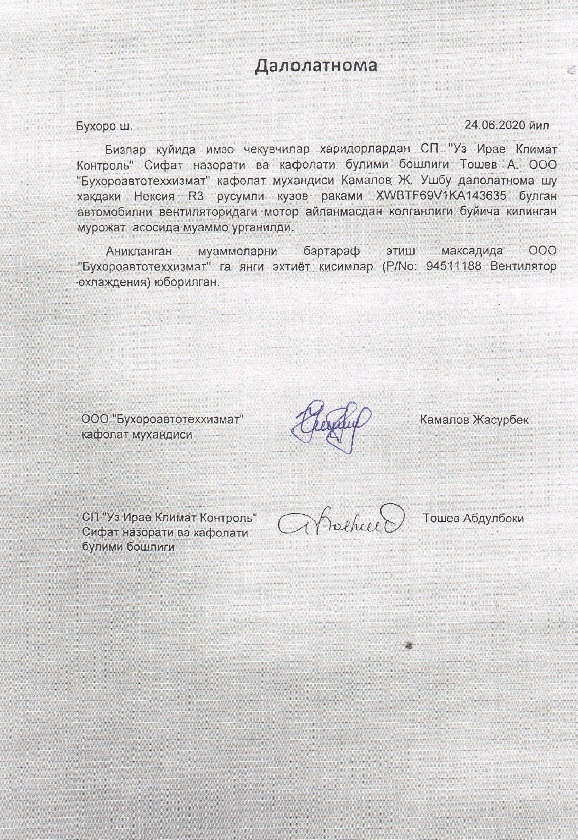 Далолатнома
Бухоро ш. 24.06.2020 йил
Бизлар куйида имзо чекувчилар харидорлардан СП "Уз Ирае Климат
Контроль" Сифат назорати ва кафолати булими бошлиги Тошев А. ООО
"Бухороавтотеххизмат" кафолат мухандиси Камалов Ж. Ушбу далолатнома шу
хакдаки Нексия R3 русумли кузов раками XWBTF69V1KA143635 булган
автомобилни вентиляторидаги мотор айланмасдан колганлиги буйича килинган
мурожат асосида муаммо урганилди.
Аникланган муаммоларни бартараф этиш максадида ООО
"Бухороавтотеххизмат" га янги эхтиёт кисимлар (P/No: 94511188 Вентилятор
охлаждения) юборилган.
ООО "Бухороавтотеххизмат" Камалов Жасурбек
кафолат мухандиси
СП "Уз Ирае Климат Контроль" Тошев Абдулбоки
Сифат назорати ва кафолати
булими бошлиги